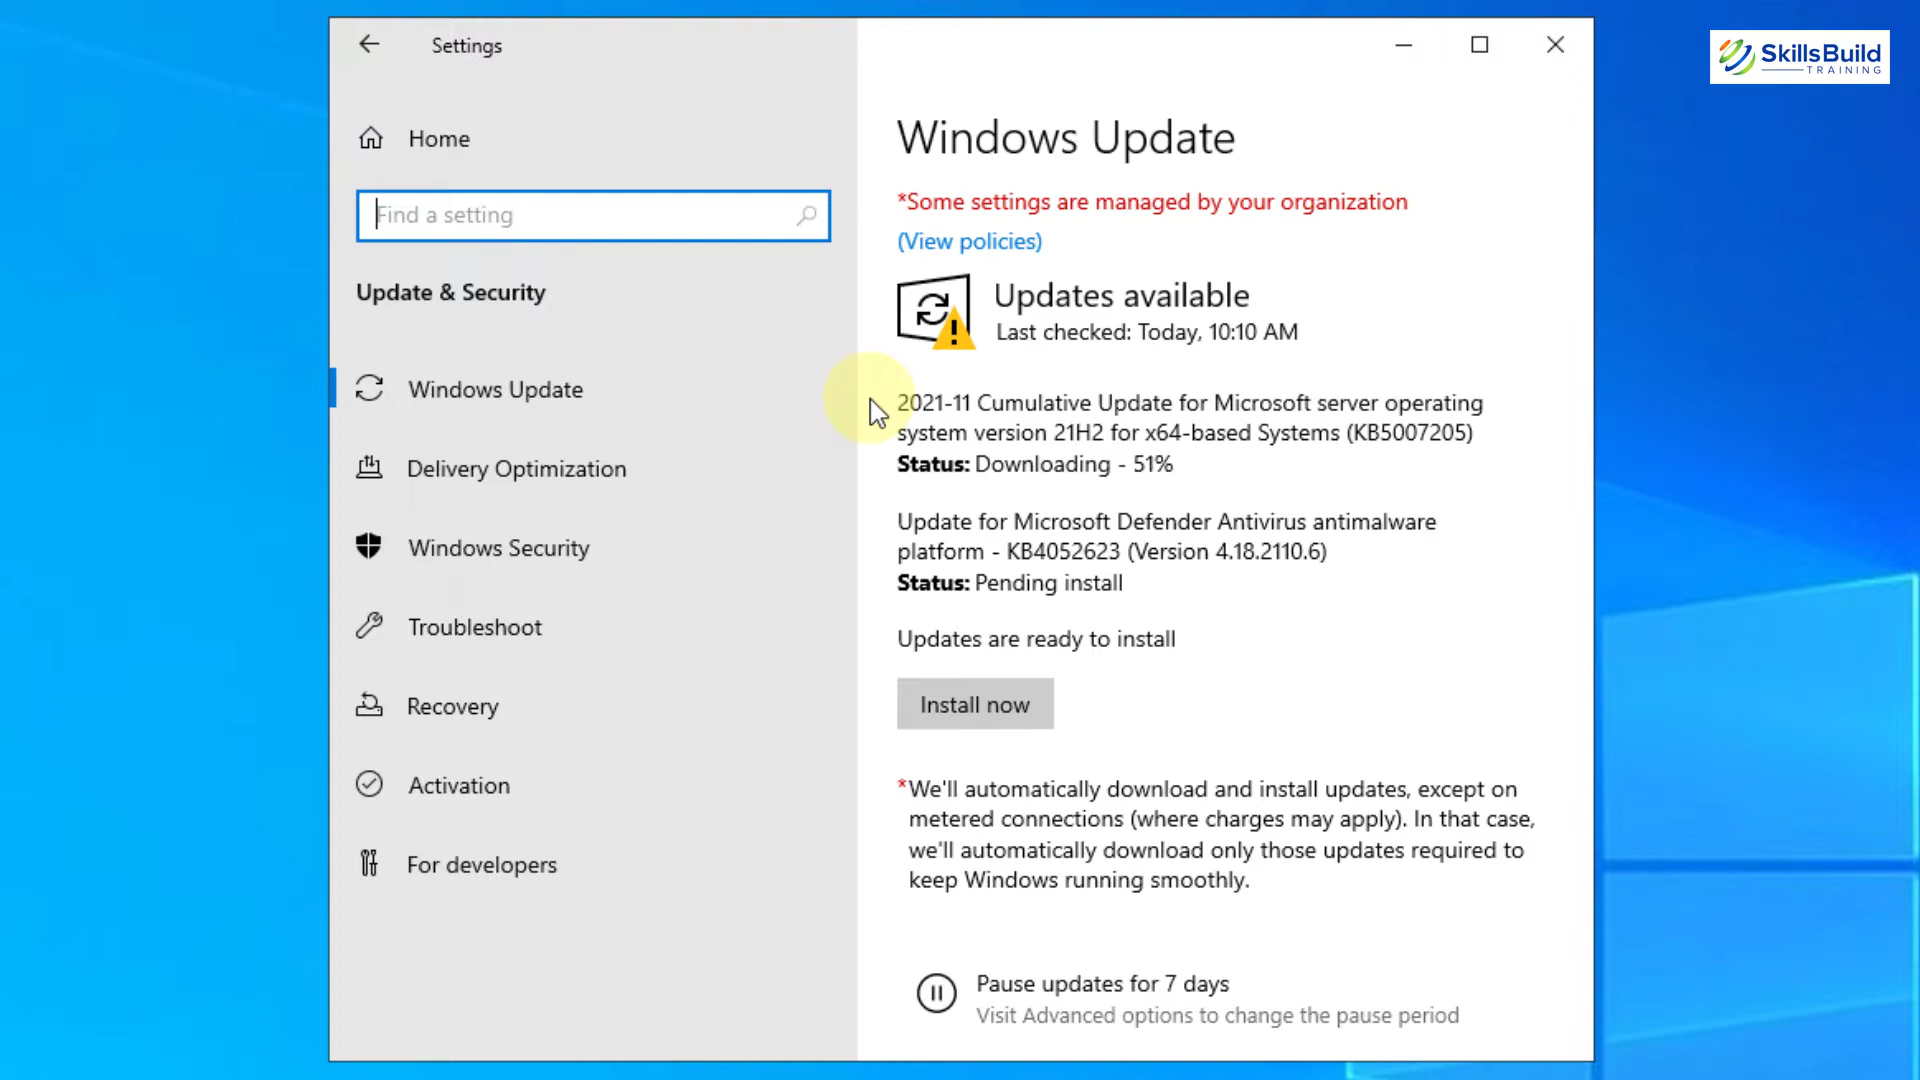 Settings
SkillsBuild
TRAINING
Home
Find a setting
Update & Security
Windows Update
Delivery Optimization
Windows Security
Troubleshoot
Recovery
Activation
For developers
Windows Update
*Some settings are managed by your organization
(View policies)
Updates available
Last checked: Today, 10:10 AM
2021-11 Cumulative Update for Microsoft server operating
system version 21H2 for x64-based Systems (KB5007205)
Status: Downloading - 51%
Update for Microsoft Defender Antivirus antimalware
platform - KB4052623 (Version 4.18.2110.6)
Status: Pending install
Updates are ready to install
Install now
*We'll automatically download and install updates, except on
metered connections (where charges may apply). In that case,
we'll automatically download only those updates required to
keep Windows running smoothly.
Pause updates for 7 days
Visit Advanced options to change the pause period